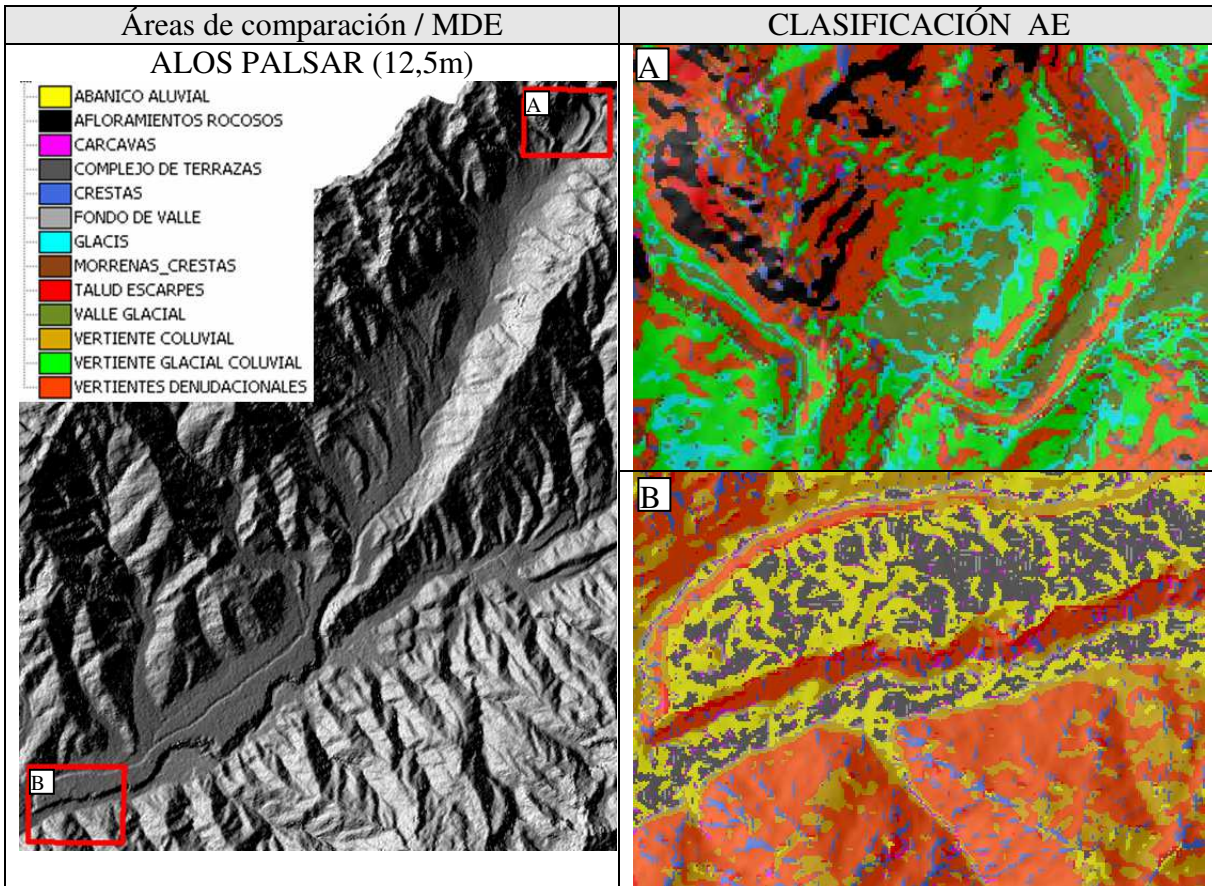 Áreas de comparación / MDE
CLASIFICACIÓN AE
ALOS PALSAR (12,5m)
ABANICO ALUVIAL
AFLORAMIENTOS ROCOSOS
CARCAVAS
COMPLEJO DE TERRAZAS
CRESTAS
FONDO DE VALLE
GLACIS
MORRENAS_CRESTAS
TALUD ESCARPES
VALLE GLACIAL
VERTIENTE COLUVIAL
VERTIENTE GLACIAL COLUVIAL
VERTIENTES DENUDACIONALES
A
B
A
B